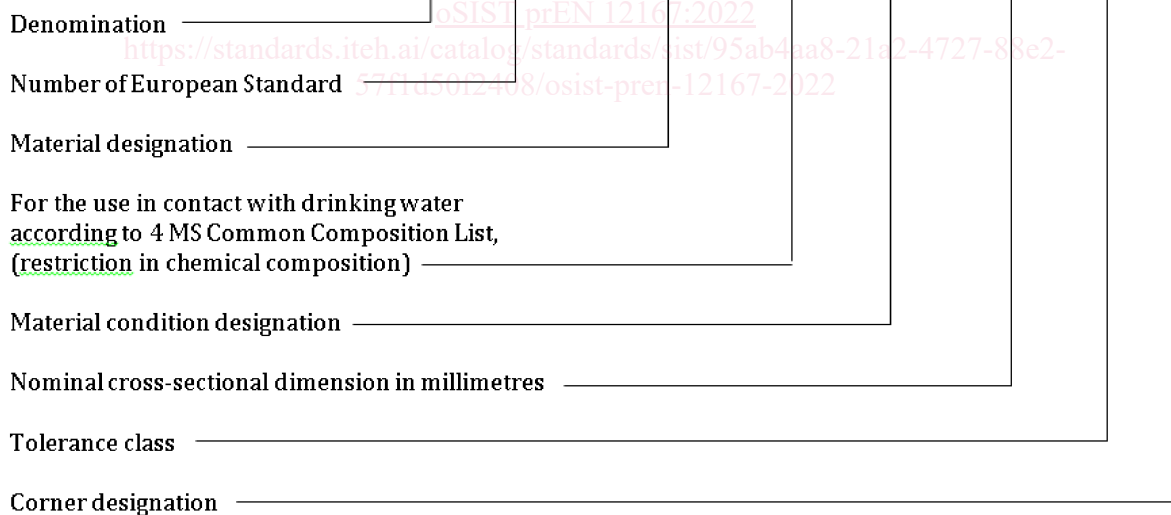 oSIST prEN 12167:2022
Denomination
https://standards.iteh.ai/catalog/standards/sist/95ab4aa8-21a2-4727-88e2-
Number of European Standard 57f1d50f2408/osist-pren-12167-2022
Material designation
For the use in contact with drinking water
according to 4 MS Common Composition List,
(restriction in chemical composition)
Material condition designation
Nominal cross-sectional dimension in millimetres
Tolerance class
Corner designation